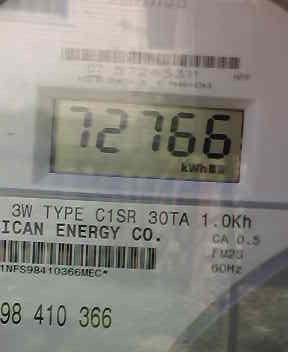 72766
kWh
3W TYPE C1SR 30TA 1.0Kh
ICAN ENERGY CO.
CA 0.5
FM2S
60Hz
1NFS98410366MEC*
98 410 366